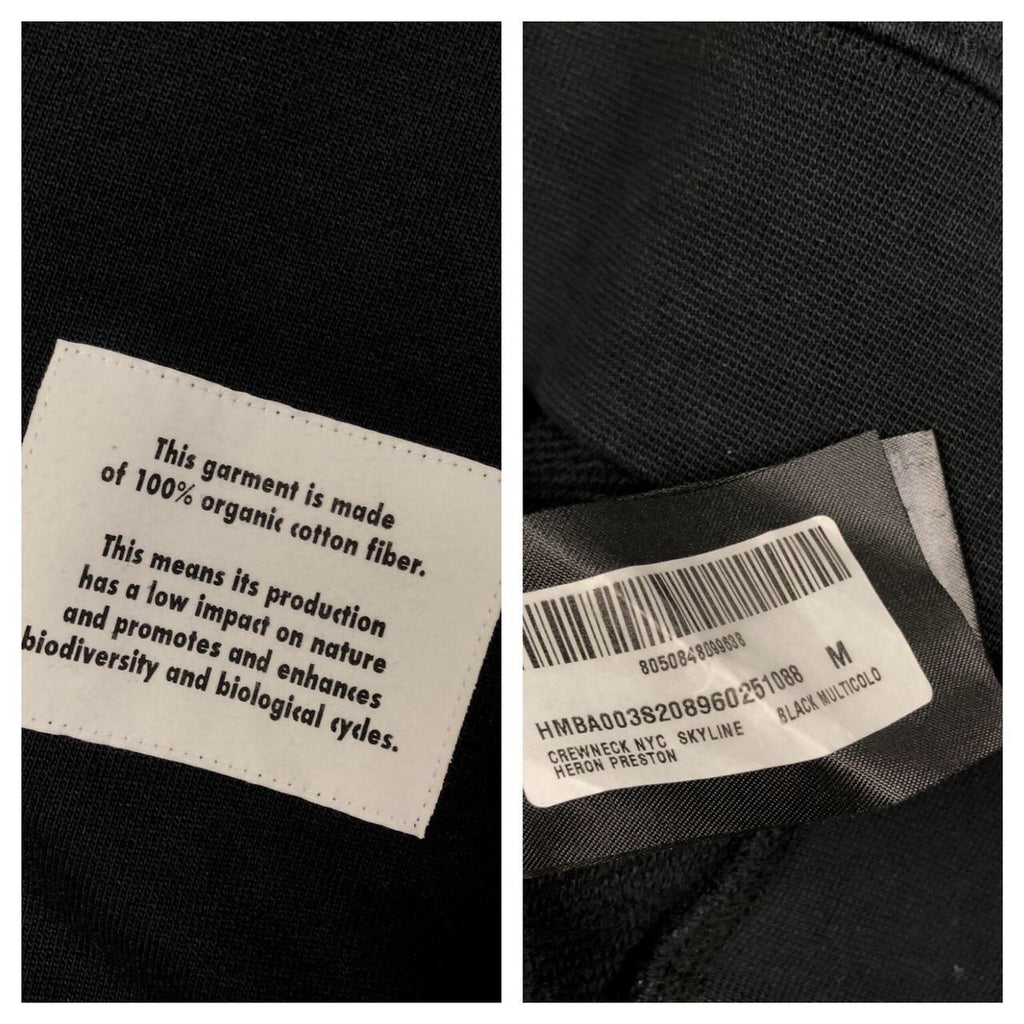 This garment is made
of 100% organic cotton fiber.
This means its production
has a low impact on nature
and promotes and enhances
biodiversity and biological cycles.
8050848099638
HMBA003S208960251088 M
CREWNECK NYC SKYLINE BLACK MULTICOLO
HERON PRESTON